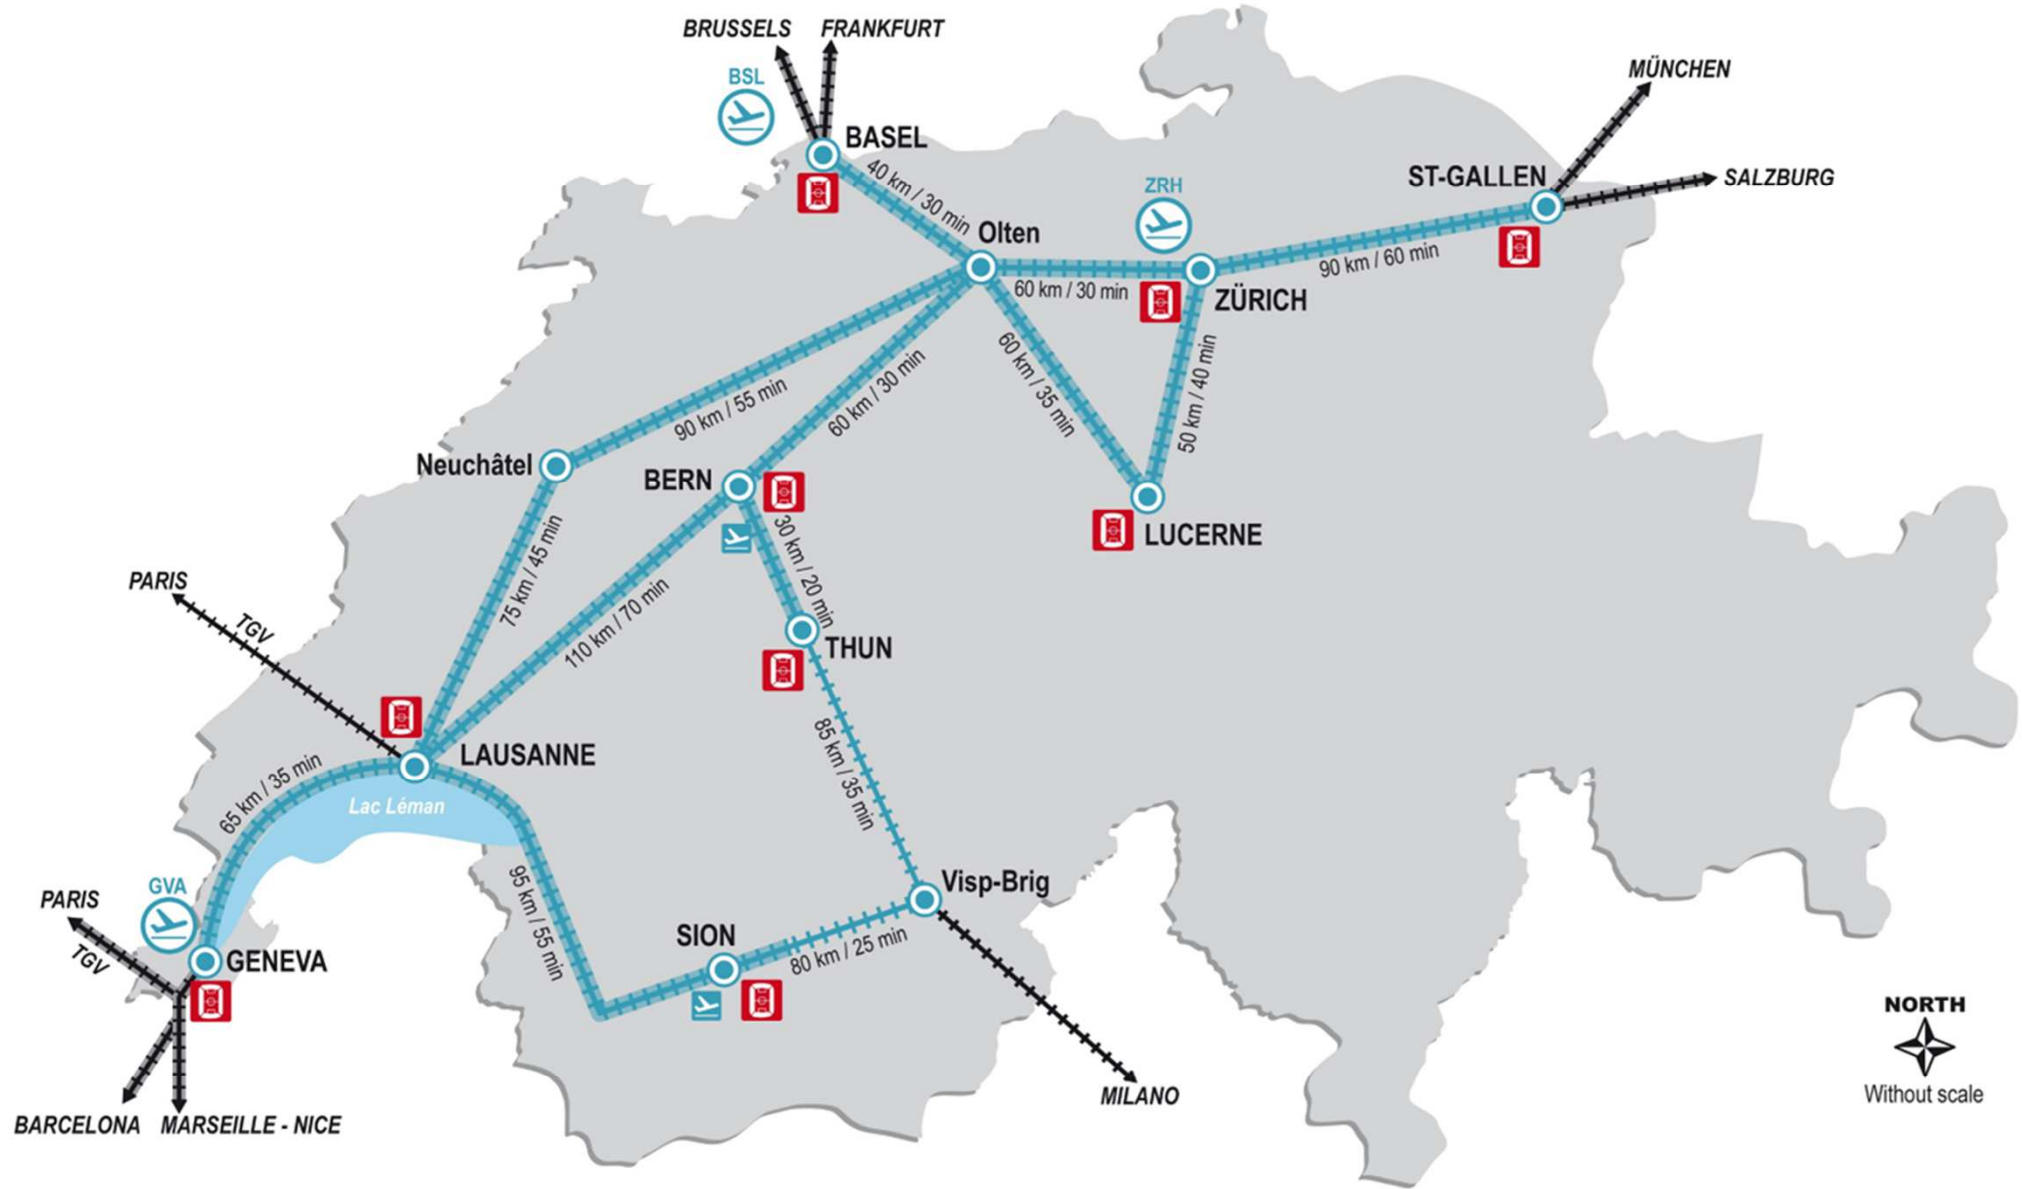 BRUSSELS
FRANKFURT
MÜNCHEN
BSL
BASEL
ST-GALLEN
SALZBURG
40 km / 30 min
ZRH
Olten
90 km / 60 min
60 km / 30 min
ZÜRICH
60 km / 35 min
50 km / 40 min
90 km / 55 min
60 km / 30 min
Neuchâtel
BERN
LUCERNE
75 km / 45 min
30 km / 20 min
PARIS
TGV
110 km / 70 min
THUN
LAUSANNE
65 km / 35 min
Lac Léman
85 km / 35 min
GVA
Visp-Brig
PARIS
TGV
95 km / 55 min
SION
80 km / 25 min
GENEVA
NORTH
Without scale
MILANO
BARCELONA
MARSEILLE - NICE